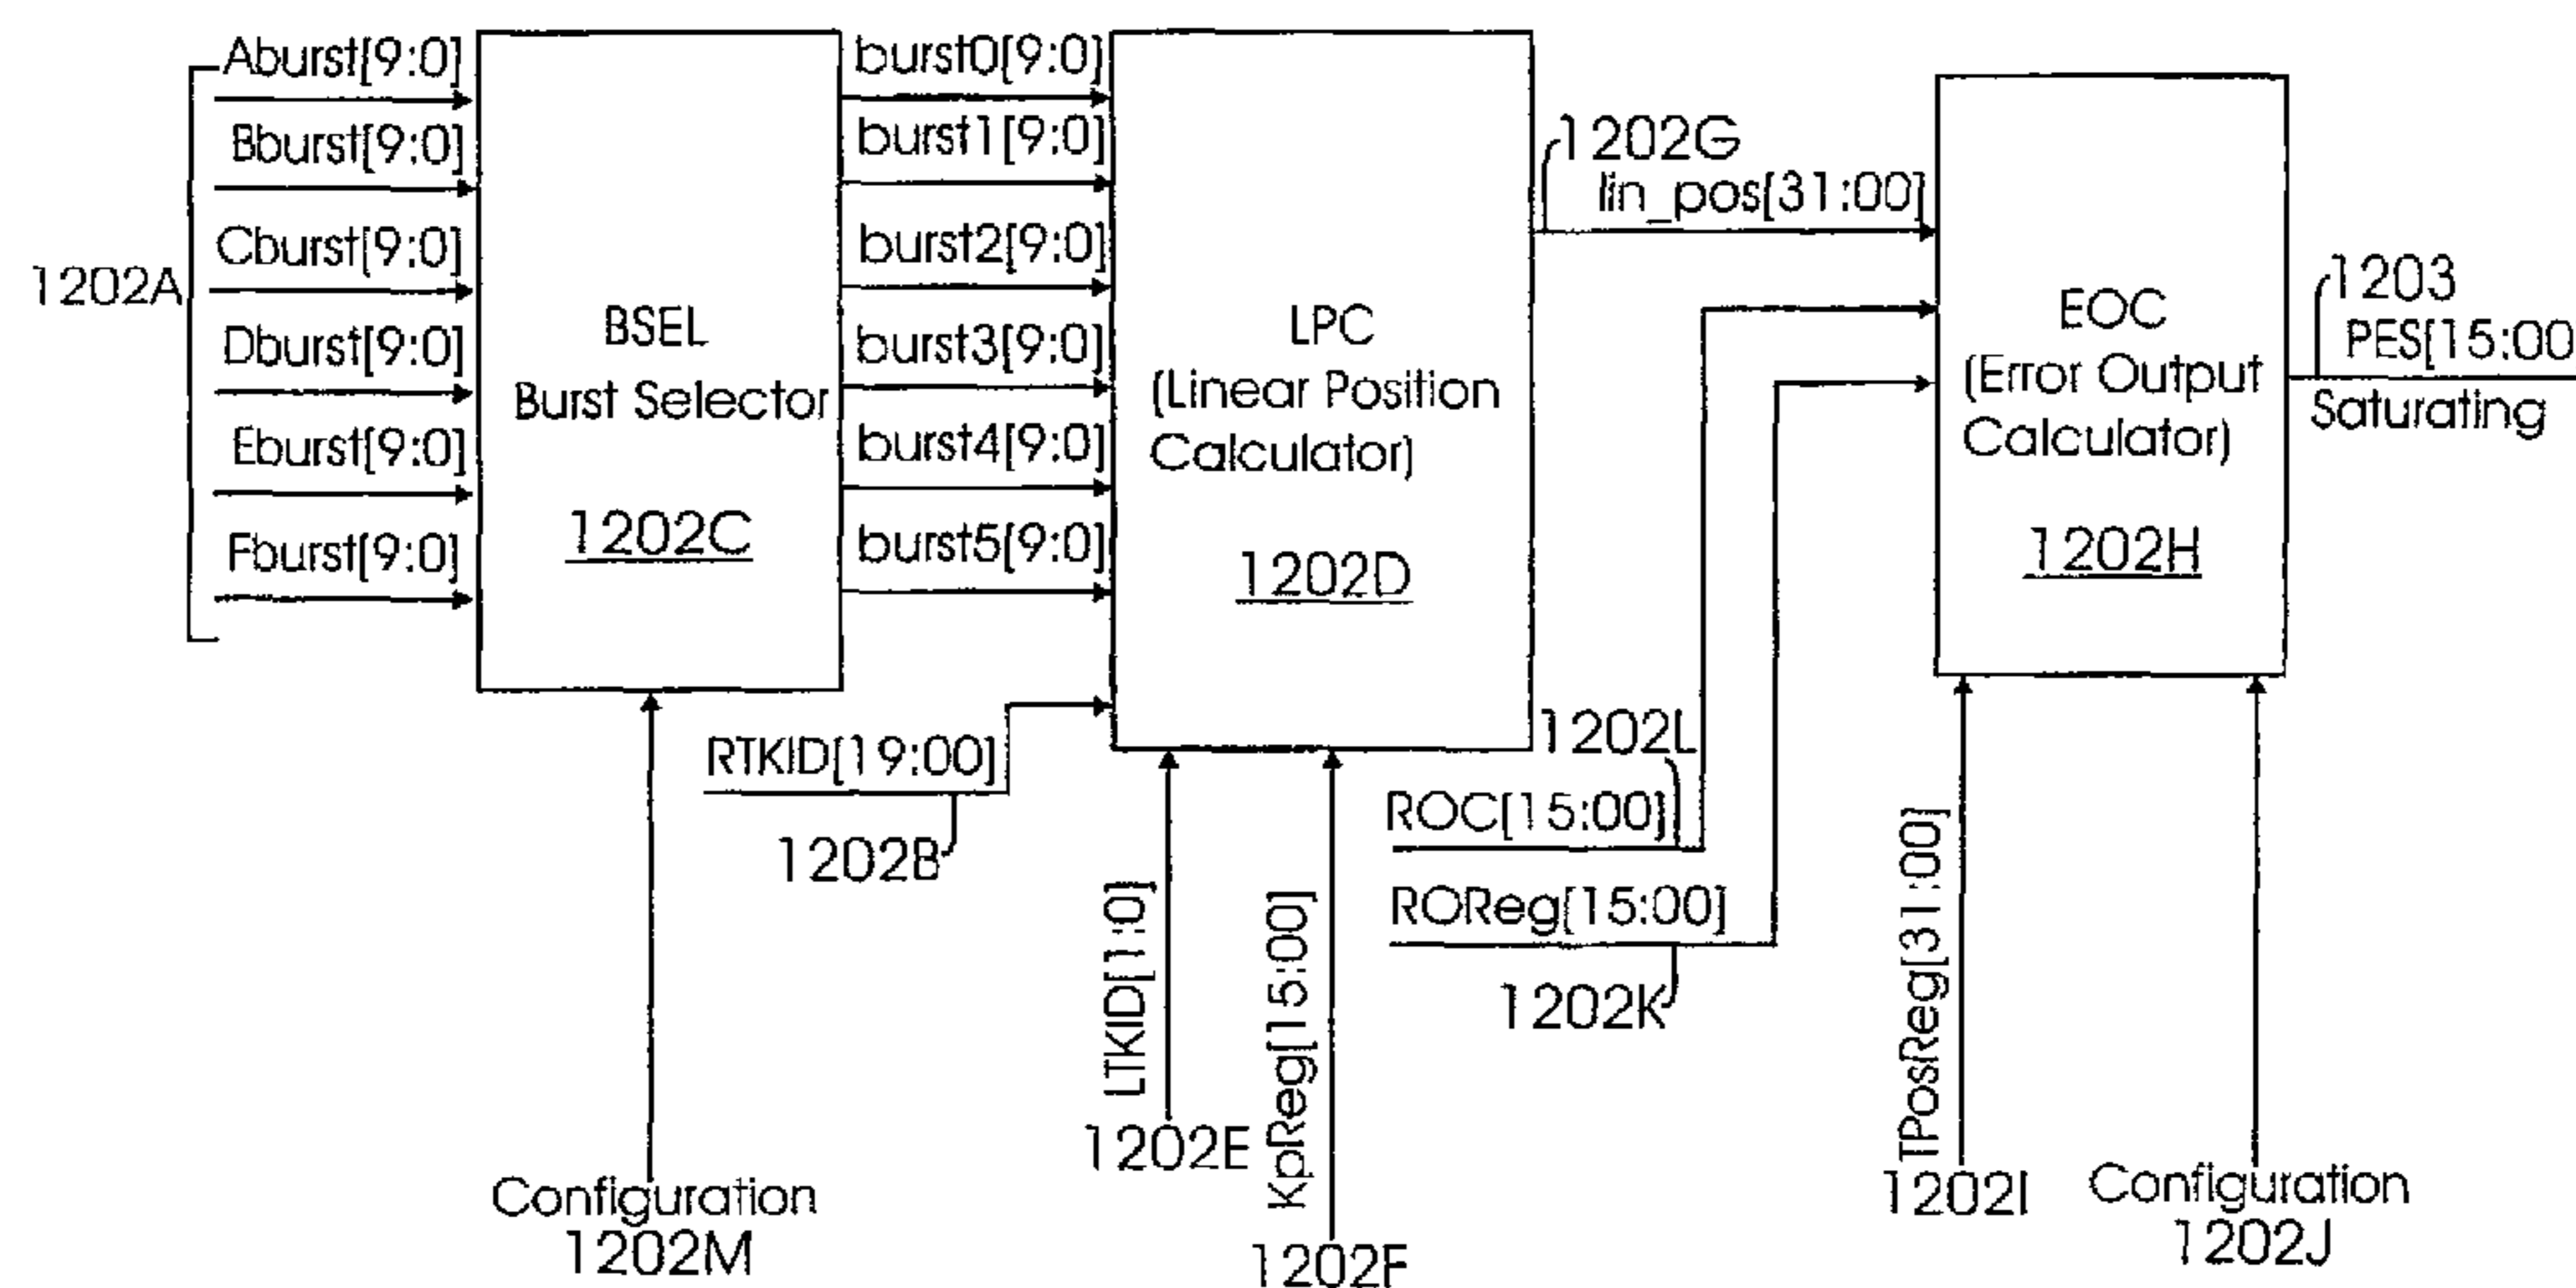 1202A
Aburst[9:0]
Bburst[9:0]
Cburst[9:0]
Dburst[9:0]
Eburst[9:0]
Fburst[9:0]
BSEL
Burst Selector
1202C
Configuration
1202M
burst0[9:0]
burst1[9:0]
burst2[9:0]
burst3[9:0]
burst4[9:0]
burst5[9:0]
RTKID[19:00]
1202B
LPC
(Linear Position
Calculator)
1202D
LTKID[1:0]
1202E
KpReg[15:00]
1202F
1202G
lin_pos[31:00]
1202L
ROC[15:00]
ROReg[15:00]
1202K
EOC
(Error Output
Calculator)
1202H
TPosReg[31:00]
1202I
Configuration
1202J
1203
PES[15:00
Saturating